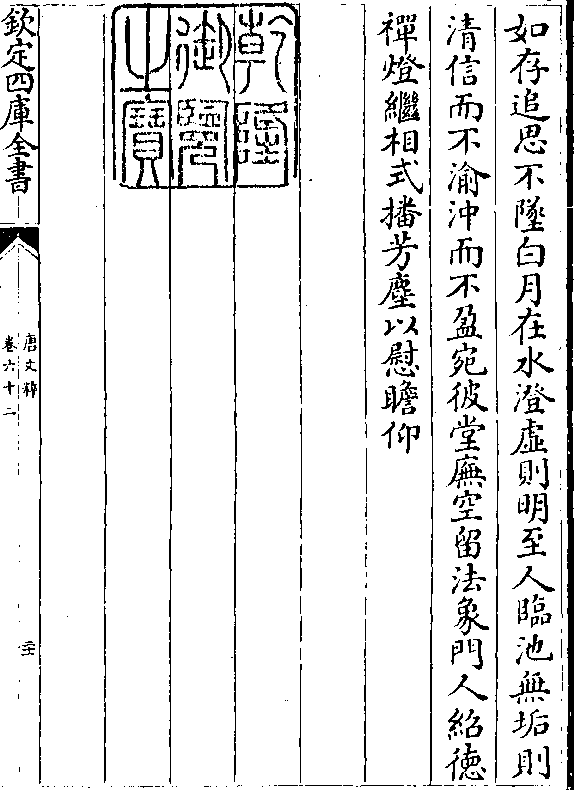 如存追思不墜白月在水澄虛則明至人臨池無垢則
清信而不渝沖而不盈宛彼堂廡空留法象門人紹德
禪燈繼相式播芳塵以慰瞻仰
乾隆
御覽
之寶
欽定四庫全書
唐文粹
卷六十二
二十